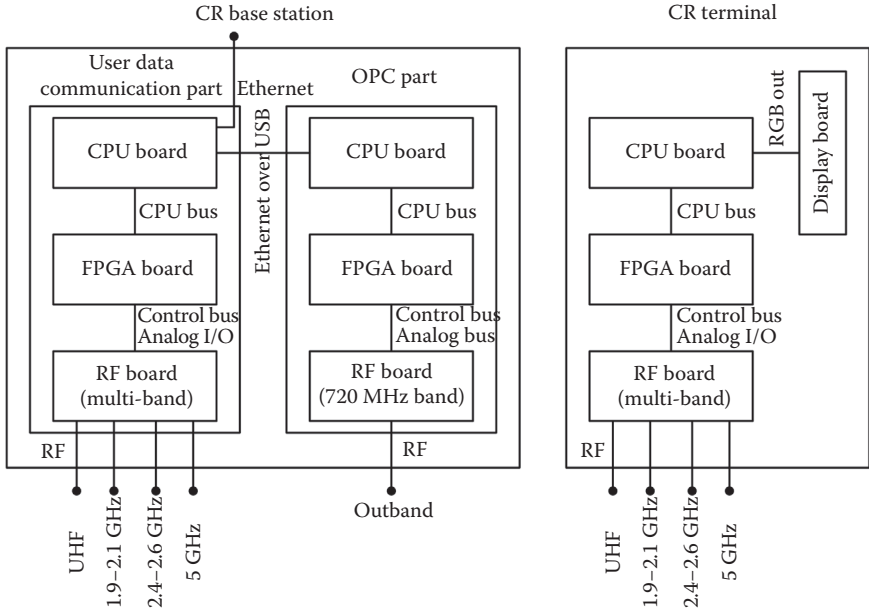 CR base station
User data
communication part
Ethernet
OPC part
CPU board
Ethernet over USB
CPU board
CPU bus
CPU bus
FPGA board
FPGA board
Control bus
Analog I/O
Control bus
Analog bus
RF board
(multi-band)
RF board
(720 MHz band)
RF
RF
UHF
1.9–2.1 GHz
2.4–2.6 GHz
5 GHz
Outband
CR terminal
CPU board
RGB out
Display board
CPU bus
FPGA board
Control bus
Analog I/O
RF board
(multi-band)
RF
UHF
1.9–2.1 GHz
2.4–2.6 GHz
5 GHz